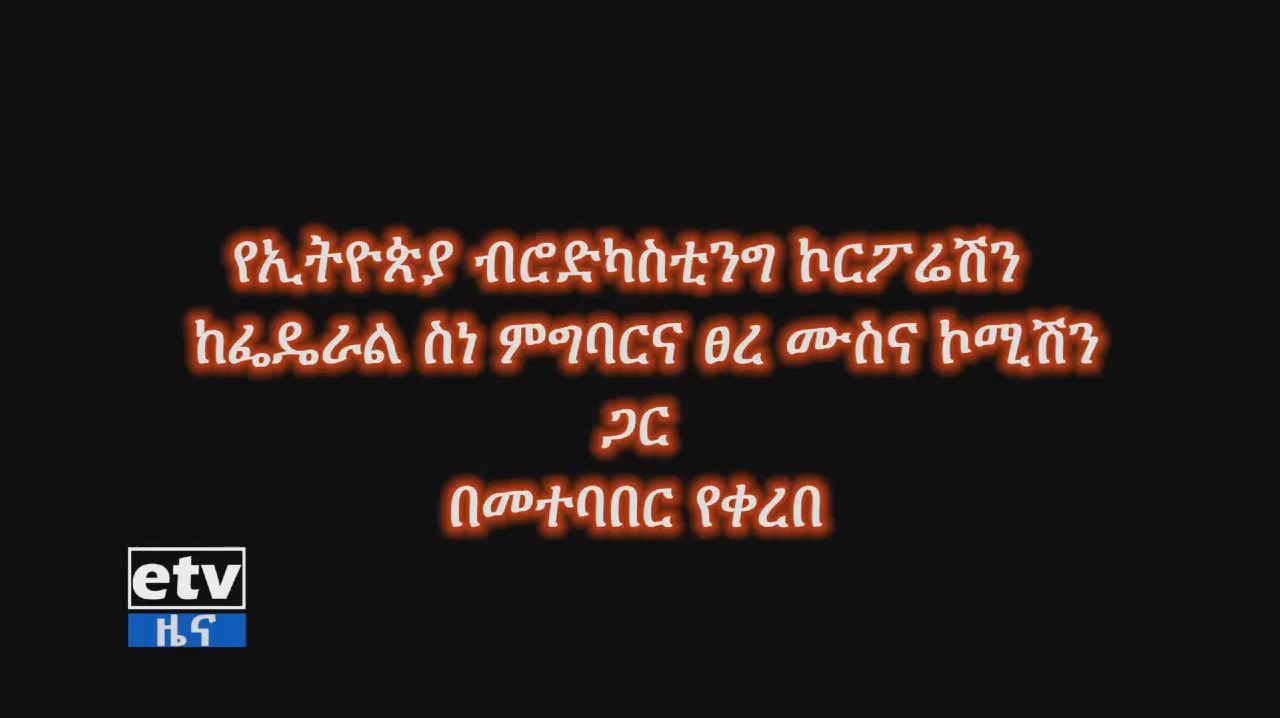 የኢትዮጵያ ብሮድካስቲንግ ኮርፖሬሽን
ከፌዴራል ስነ ምግባርና ፀረ ሙስና ኮሚሽን
ጋር
በመተባበር የቀረበ
etv
ዜና